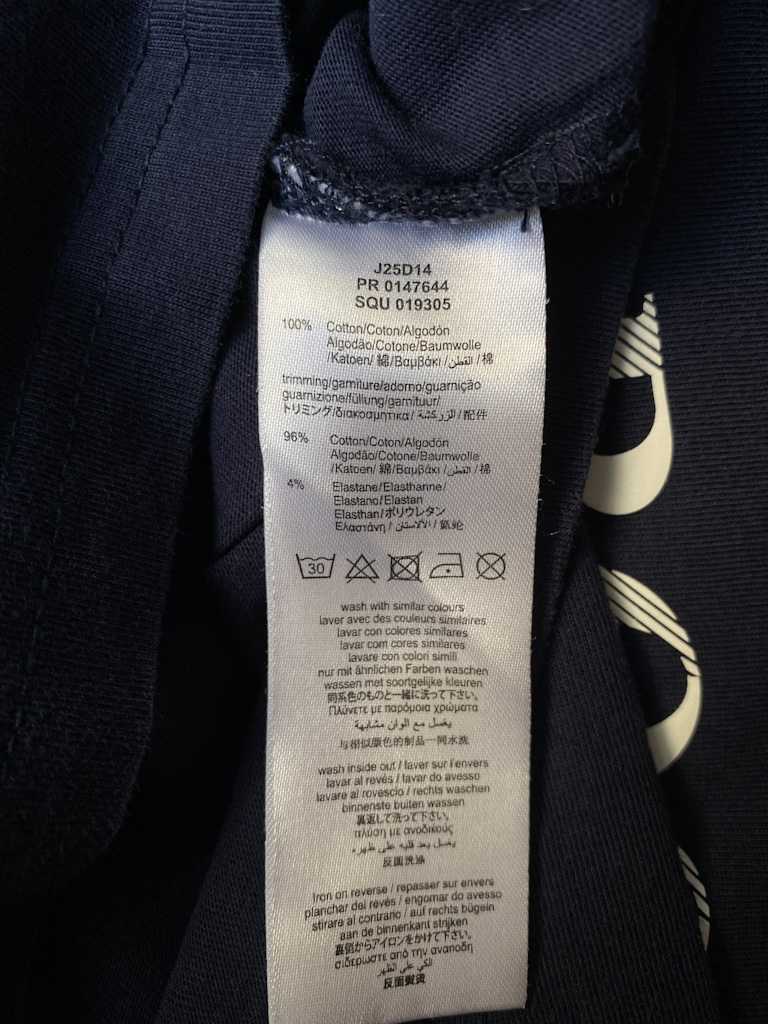 J25D14
PR 0147644
SQU 019305
100% Cotton/Coton/Algodón
Algodão/Cotone/Baumwolle
/Katoen/ 綿/Βαμβάκι /القطن /棉
trimming/garniture/adorno/guarnição
guarnizione/füllung/garnituur/
トリミング/διακοσμητικα/ الزركشة/ 配件
96% Cotton/Coton/Algodón
Algodão/Cotone/Baumwolle
/Katoen/ 綿/Βαμβάκι /القطن /棉
4% Elastane/Elasthanne/
Elastano/Elastan
Elasthan/ポリウレタン
Ελαστάνη / الألاستان / 氨纶
30
wash with similar colours
laver avec des couleurs similaires
lavar con colores similares
lavar com cores similares
lavare con colori simili
nur mit ähnlichen Farben waschen
wassen met soortgelijke kleuren
同系色のものと一緒に洗って下さい。
Πλύνετε με παρόμοια χρώματα
يغسل مع الوان مشابهة
与相似颜色的制品一同水洗
wash inside out / laver sur l'envers
lavar al revés / lavar do avesso
lavare al rovescio / rechts waschen
binnenste buiten wassen
裏返して洗って下さい。
πλύση με ανοδικούς
يغسل بعد قلبه على ظهره
反面洗涤
Iron on reverse / repasser sur envers
planchar del revés / engomar do avesso
stirare al contrario / auf rechts bügeln
aan de binnenkant strijken
裏側からアイロンをかけて下さい。
σιδερωστε από την αναποδη
الكي على الظهر
反面熨烫